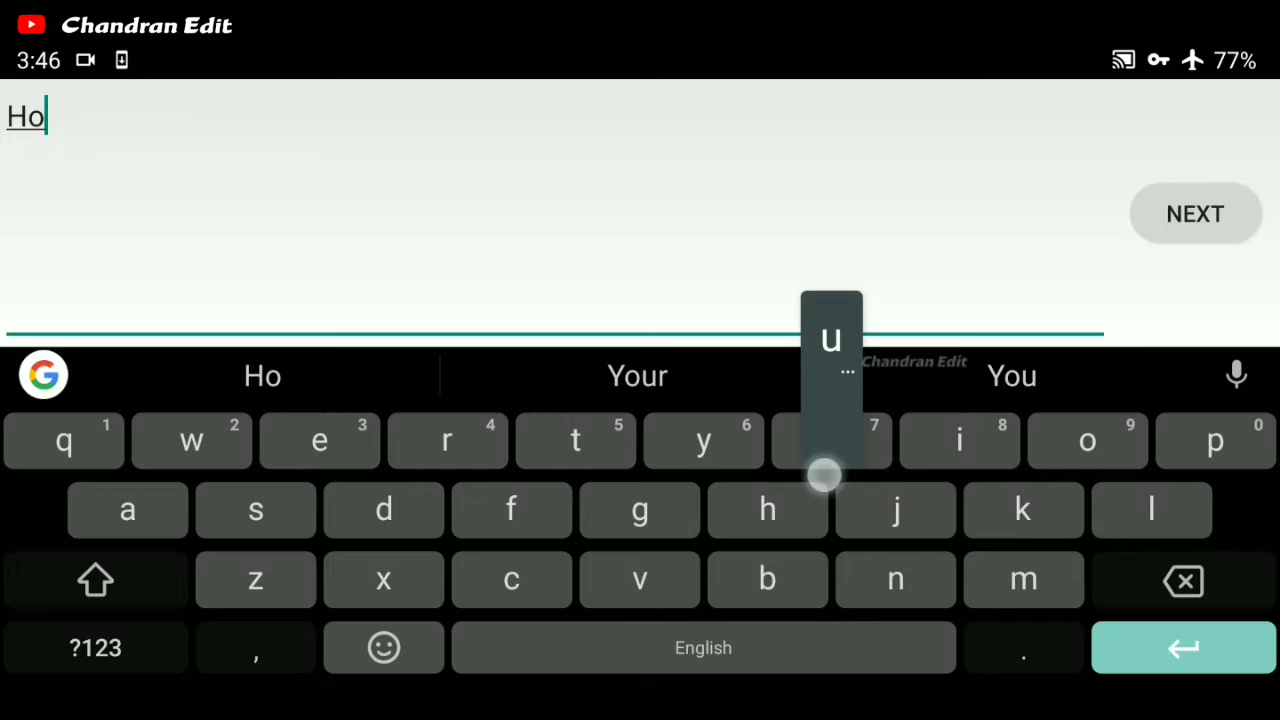 Chandran Edit
3:46 77%
Ho
NEXT
u
...
Chandran Edit
Ho Your You
q 1 w 2 e 3 r 4 t 5 y 6 7 i 8 o 9 p 0
a s d f g h j k l
z x c v b n m
?123 , English .